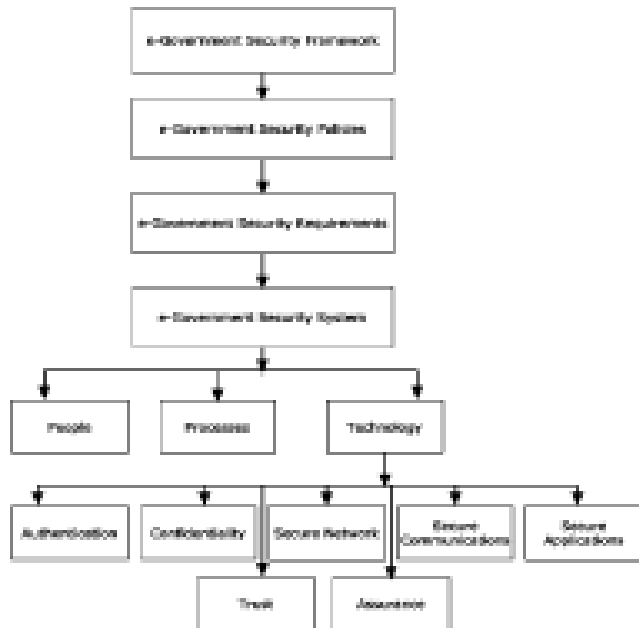 e-Government Security Framework
e-Government Security Policies
e-Government Security Requirements
e-Government Security System
People
Processes
Technology
Authentication
Confidentiality
Secure Network
Secure
Communications
Secure
Applications
Trust
Assurance